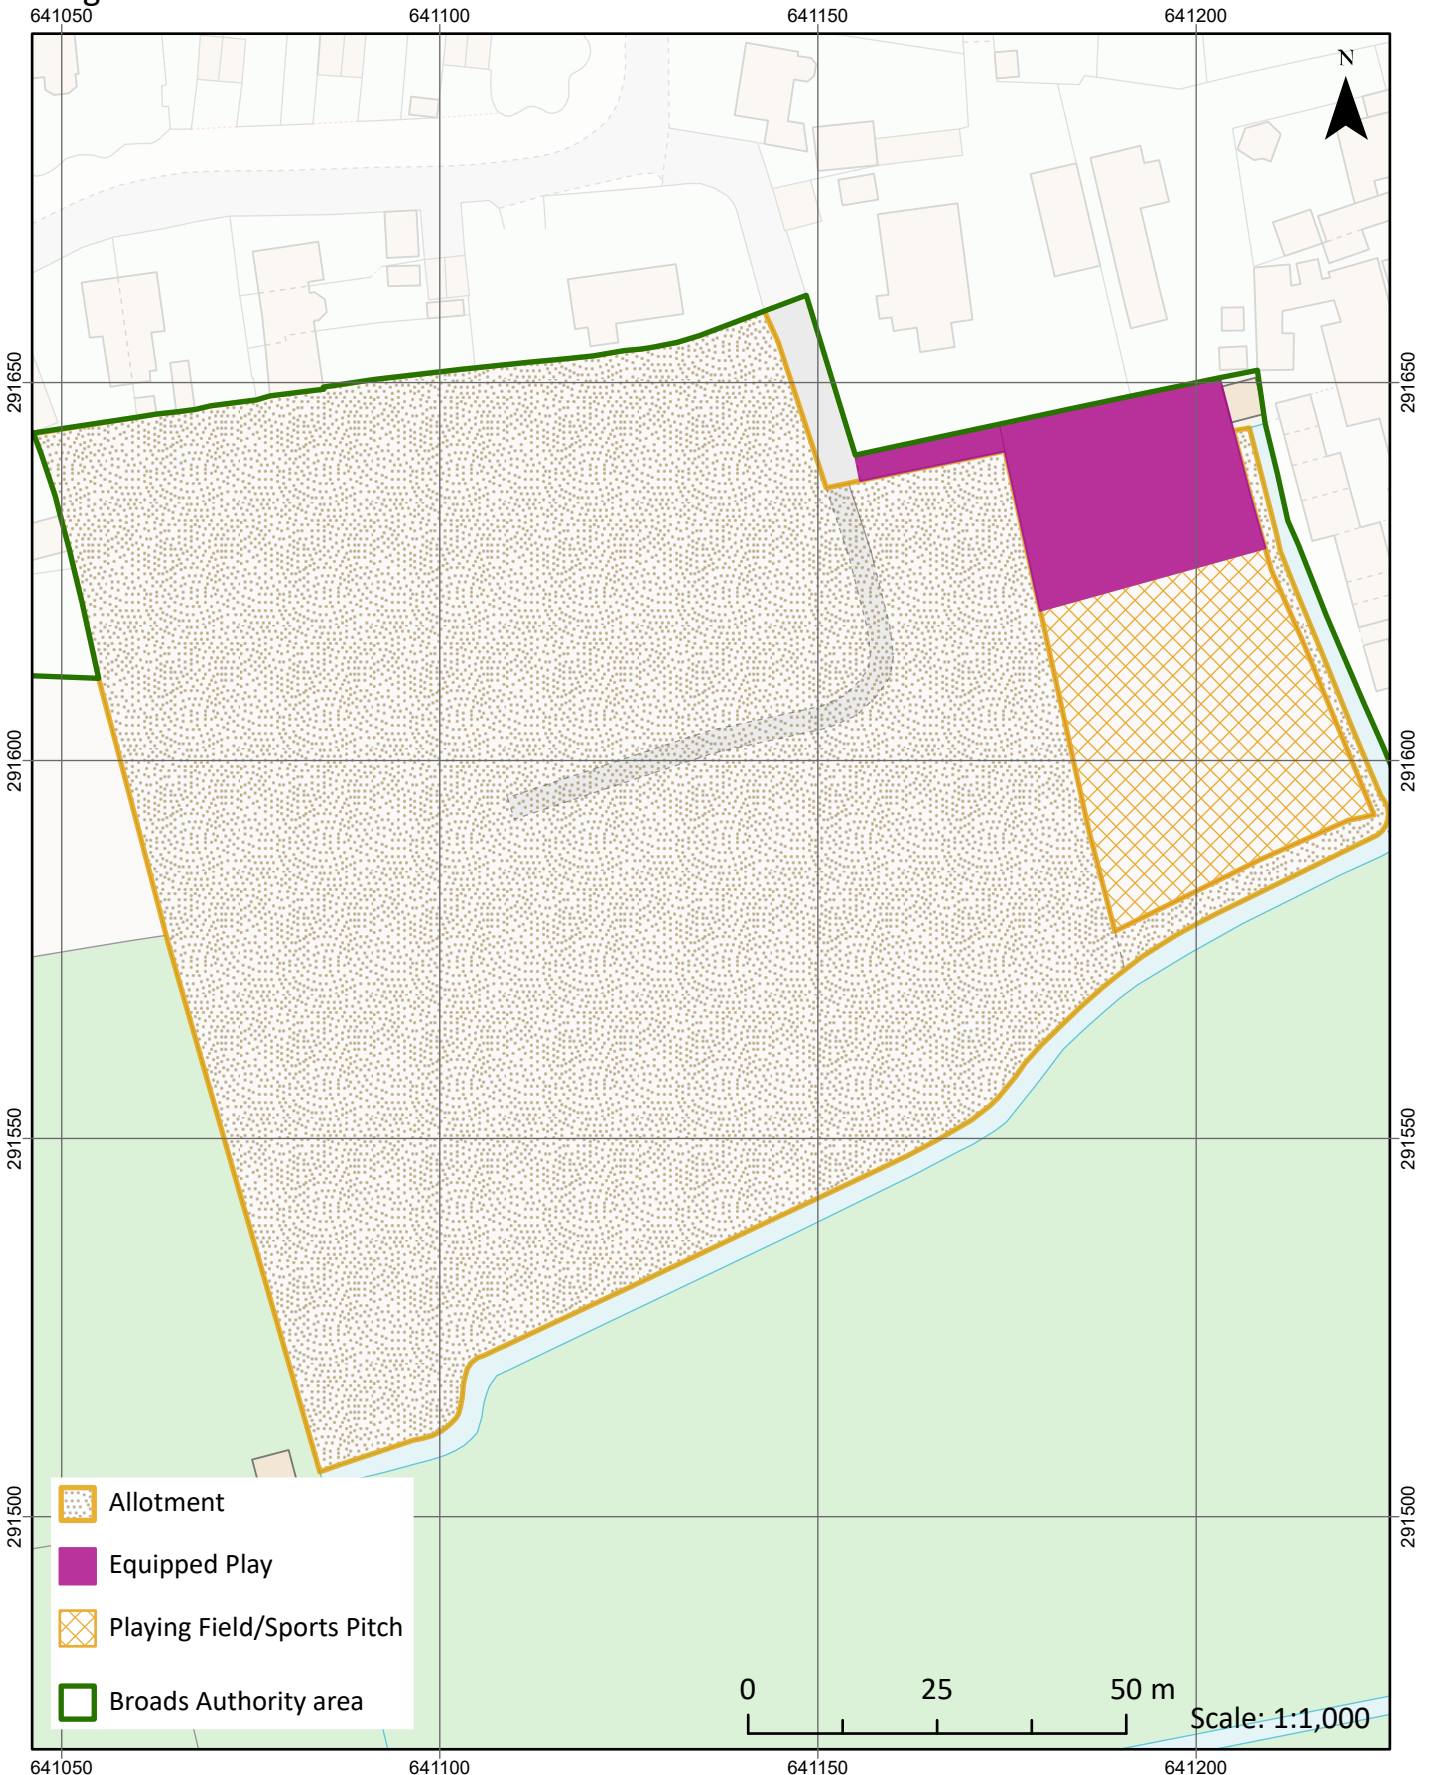 641050 641100 641150 641200
N
291650 291650
291600 291600
291550 291550
291500 291500
Allotment
Equipped Play
Playing Field/Sports Pitch
Broads Authority area
0 25 50 m
Scale: 1:1,000
641050 641100 641150 641200